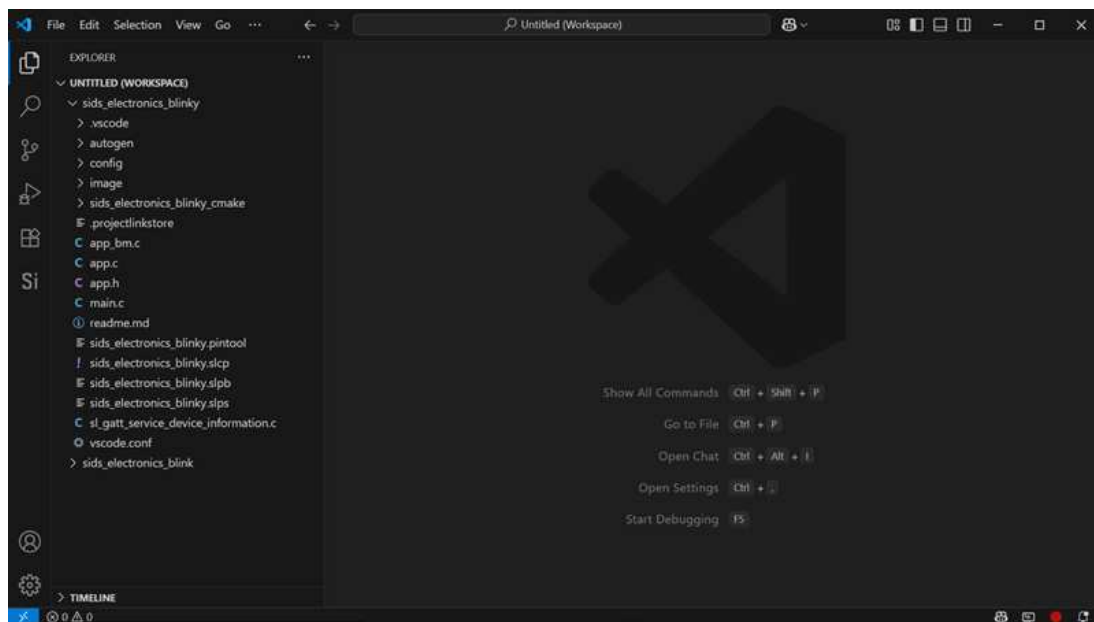 File Edit Selection View Go ...
Untitled (Workspace)
EXPLORER
UNTITLED (WORKSPACE)
sids_electronics_blinky
.vscode
autogen
config
image
sids_electronics_blinky_cmake
.projectlinkstore
C app_bm.c
C app.c
C app.h
C main.c
readme.md
sids_electronics_blinky.pintool
! sids_electronics_blinky.slcp
sids_electronics_blinky.slpb
sids_electronics_blinky.slps
C sl_gatt_service_device_information.c
vscode.conf
sids_electronics_blink
Si
TIMELINE
0 0
Show All Commands Ctrl + Shift + P
Go to File Ctrl + P
Open Chat Ctrl + Alt + I
Open Settings Ctrl + ,
Start Debugging F5